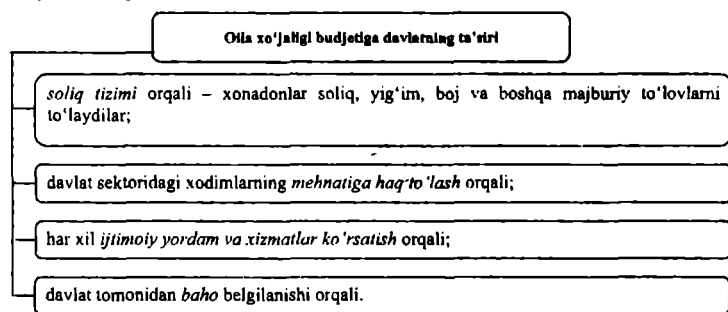 Oila xo‘jaligi budjetiga davlatning ta’siri
soliq tizimi orqali – xonadonlar soliq, yig‘im, boj va boshqa majburiy to‘lovlarni
to‘laydilar;
davlat sektoridagi xodimlarning mehnatiga haq to‘lash orqali;
har xil ijtimoiy yordam va xizmatlar ko‘rsatish orqali;
davlat tomonidan baho belgilanishi orqali.